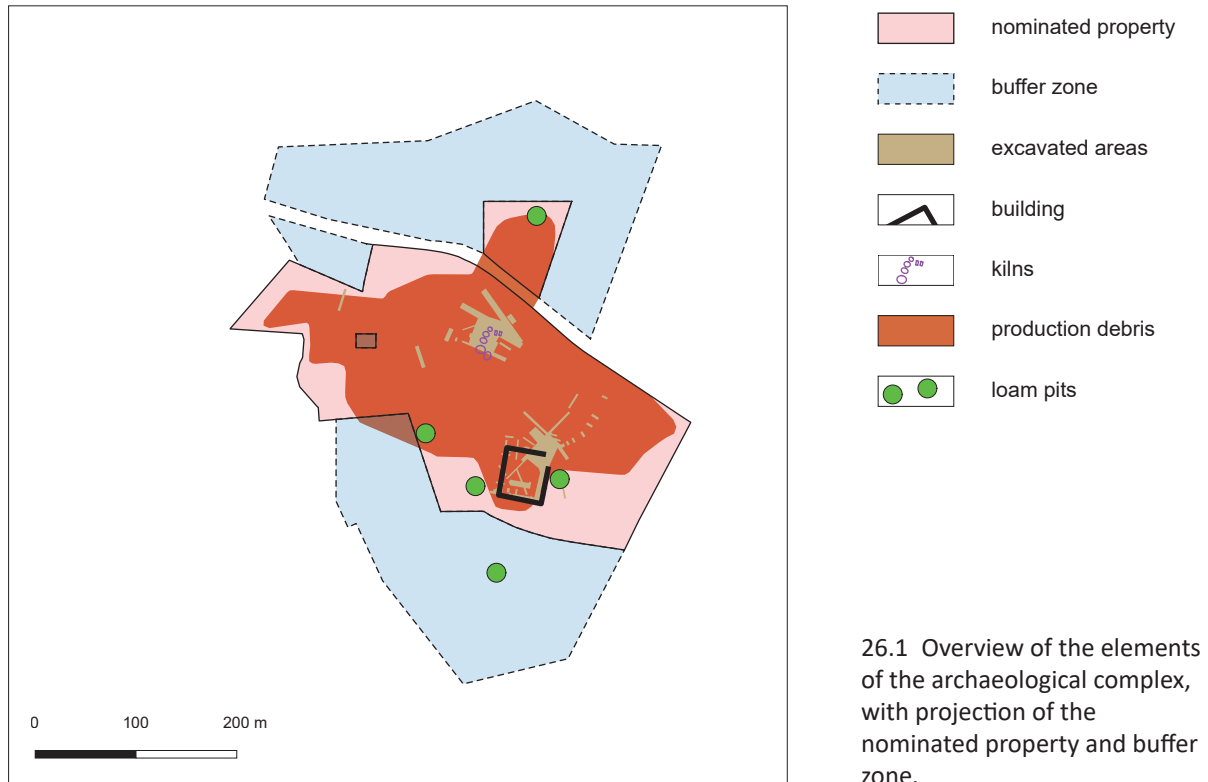 nominated property
buffer zone
excavated areas
building
kilns
production debris
loam pits
0 100 200 m
26.1 Overview of the elements
of the archaeological complex,
with projection of the
nominated property and buffer
zone.